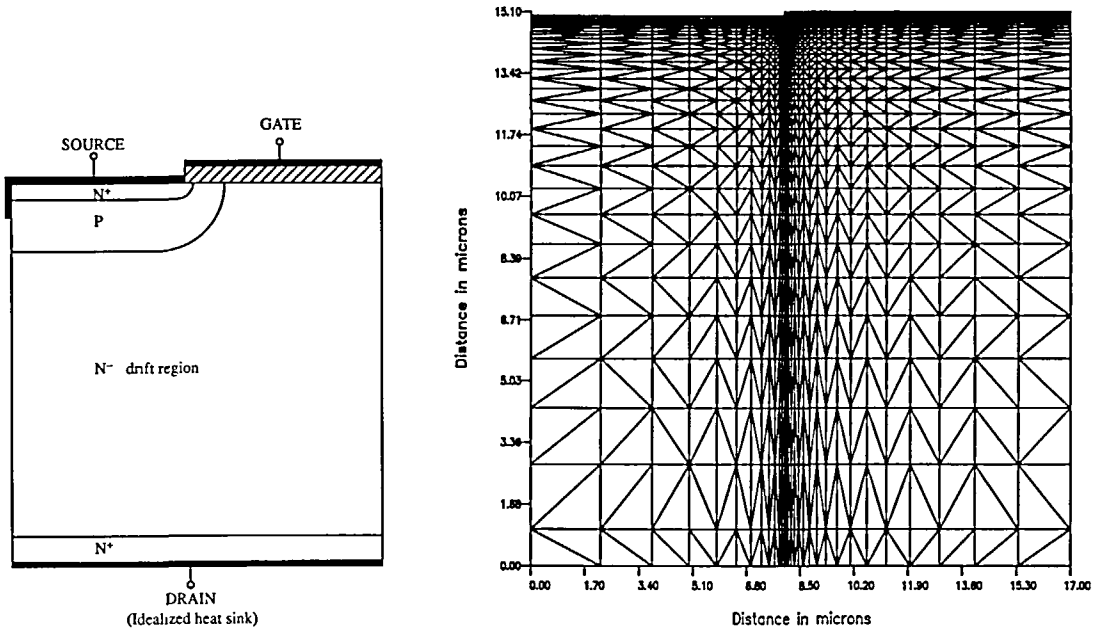 GATE
SOURCE
N+
P
N− drift region
N+
DRAIN
(Idealized heat sink)
15.10
13.42
11.74
10.07
8.39
6.71
5.03
3.36
1.68
0.00
Distance in microns
0.00 1.70 3.40 5.10 6.80 8.50 10.20 11.90 13.60 15.30 17.00
Distance in microns